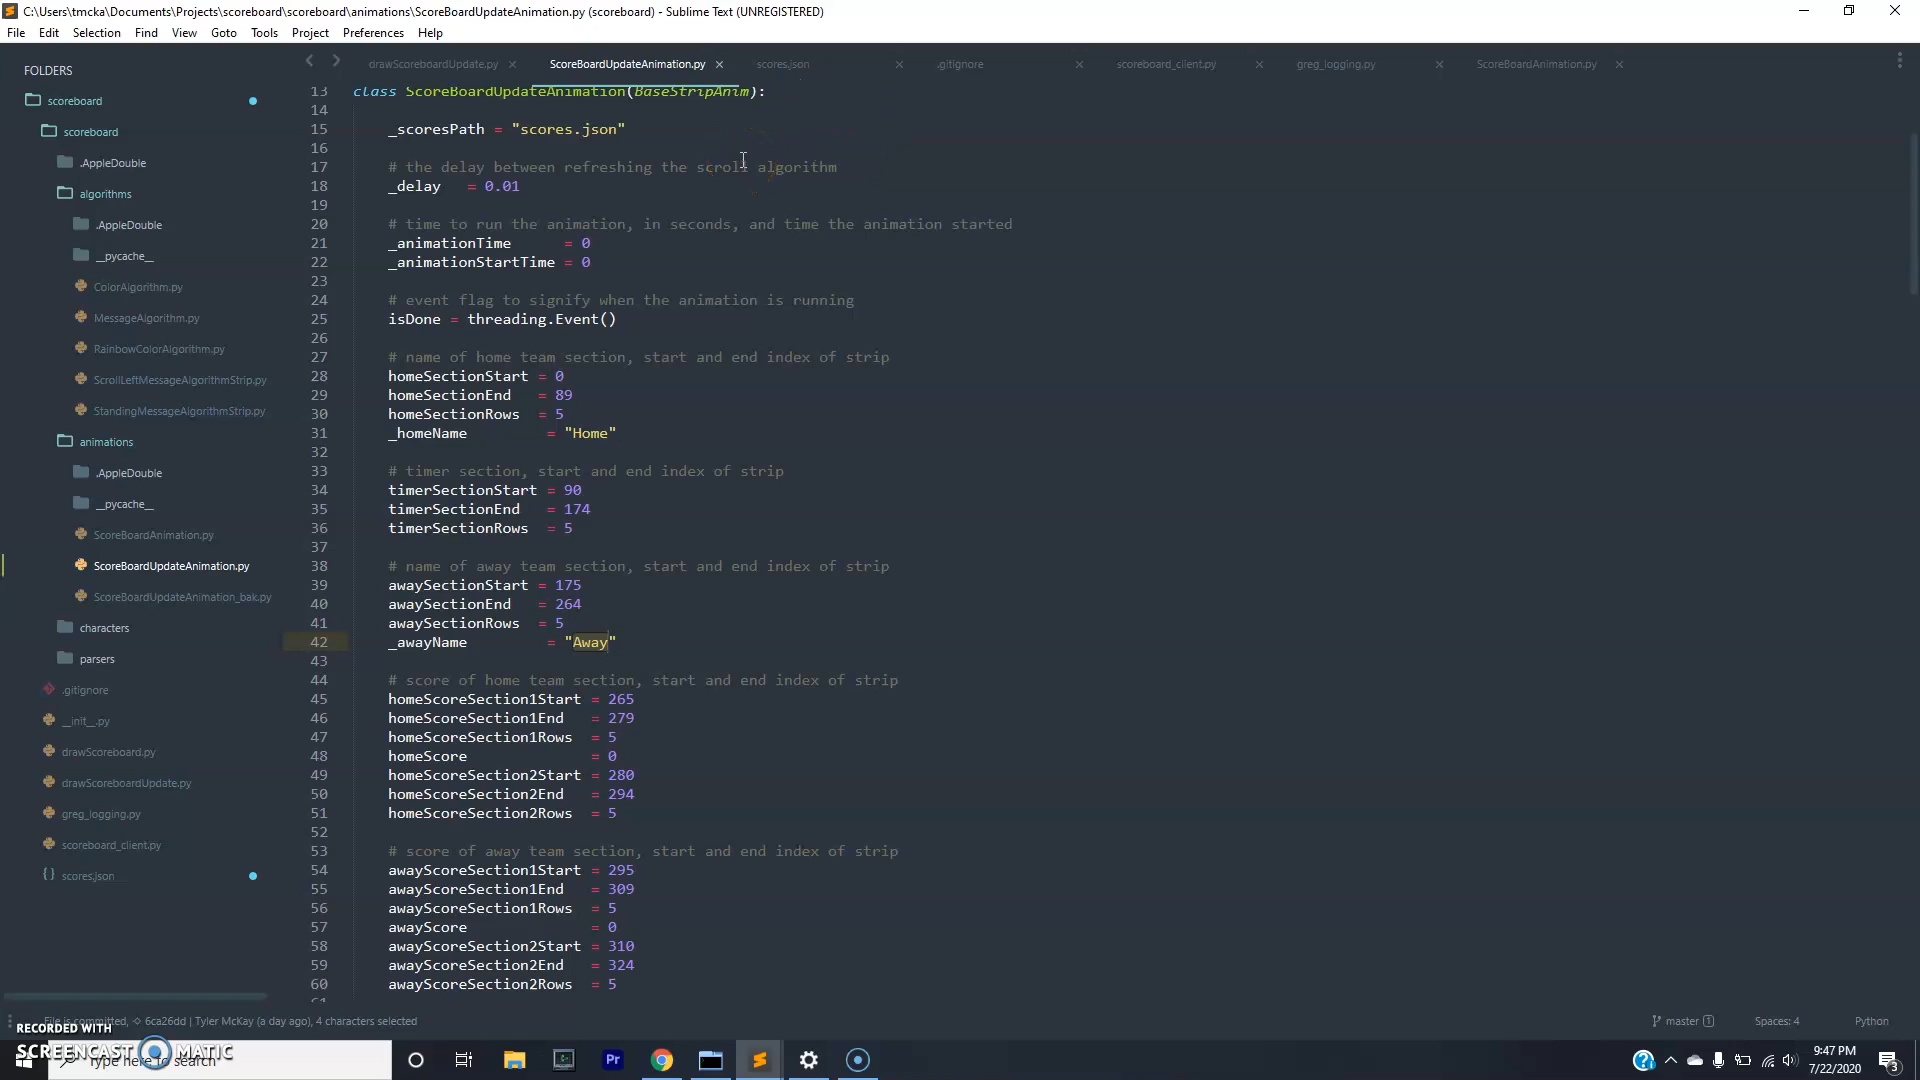 C:\Users\tmcka\Documents\Projects\scoreboard\scoreboard\animations\ScoreBoardUpdateAnimation.py (scoreboard) - Sublime Text (UNREGISTERED)
File Edit Selection Find View Goto Tools Project Preferences Help
FOLDERS
scoreboard
scoreboard
.AppleDouble
algorithms
.AppleDouble
__pycache__
ColorAlgorithm.py
MessageAlgorithm.py
RainbowColorAlgorithm.py
ScrollLeftMessageAlgorithmStrip.py
StandingMessageAlgorithmStrip.py
animations
.AppleDouble
__pycache__
ScoreBoardAnimation.py
ScoreBoardUpdateAnimation.py
ScoreBoardUpdateAnimation_bak.py
characters
parsers
.gitignore
__init__.py
drawScoreboard.py
drawScoreboardUpdate.py
greg_logging.py
scoreboard_client.py
scores.json
drawScoreboardUpdate.py ScoreBoardUpdateAnimation.py scores.json .gitignore scoreboard_client.py greg_logging.py ScoreBoardAnimation.py
13 class ScoreBoardUpdateAnimation(BaseStripAnim):
14
15 _scoresPath = "scores.json"
16
17 # the delay between refreshing the scroll algorithm
18 _delay = 0.01
19
20 # time to run the animation, in seconds, and time the animation started
21 _animationTime = 0
22 _animationStartTime = 0
23
24 # event flag to signify when the animation is running
25 isDone = threading.Event()
26
27 # name of home team section, start and end index of strip
28 homeSectionStart = 0
29 homeSectionEnd = 89
30 homeSectionRows = 5
31 _homeName = "Home"
32
33 # timer section, start and end index of strip
34 timerSectionStart = 90
35 timerSectionEnd = 174
36 timerSectionRows = 5
37
38 # name of away team section, start and end index of strip
39 awaySectionStart = 175
40 awaySectionEnd = 264
41 awaySectionRows = 5
42 _awayName = "Away"
43
44 # score of home team section, start and end index of strip
45 homeScoreSection1Start = 265
46 homeScoreSection1End = 279
47 homeScoreSection1Rows = 5
48 homeScore = 0
49 homeScoreSection2Start = 280
50 homeScoreSection2End = 294
51 homeScoreSection2Rows = 5
52
53 # score of away team section, start and end index of strip
54 awayScoreSection1Start = 295
55 awayScoreSection1End = 309
56 awayScoreSection1Rows = 5
57 awayScore = 0
58 awayScoreSection2Start = 310
59 awayScoreSection2End = 324
60 awayScoreSection2Rows = 5
61
File is committed, 6ca26dd | Tyler McKay (a day ago), 4 characters selected master 1 Spaces: 4 Python
RECORDED WITH
SCREENCAST MATIC
Type here to search
Pr
9:47 PM
7/22/2020
3